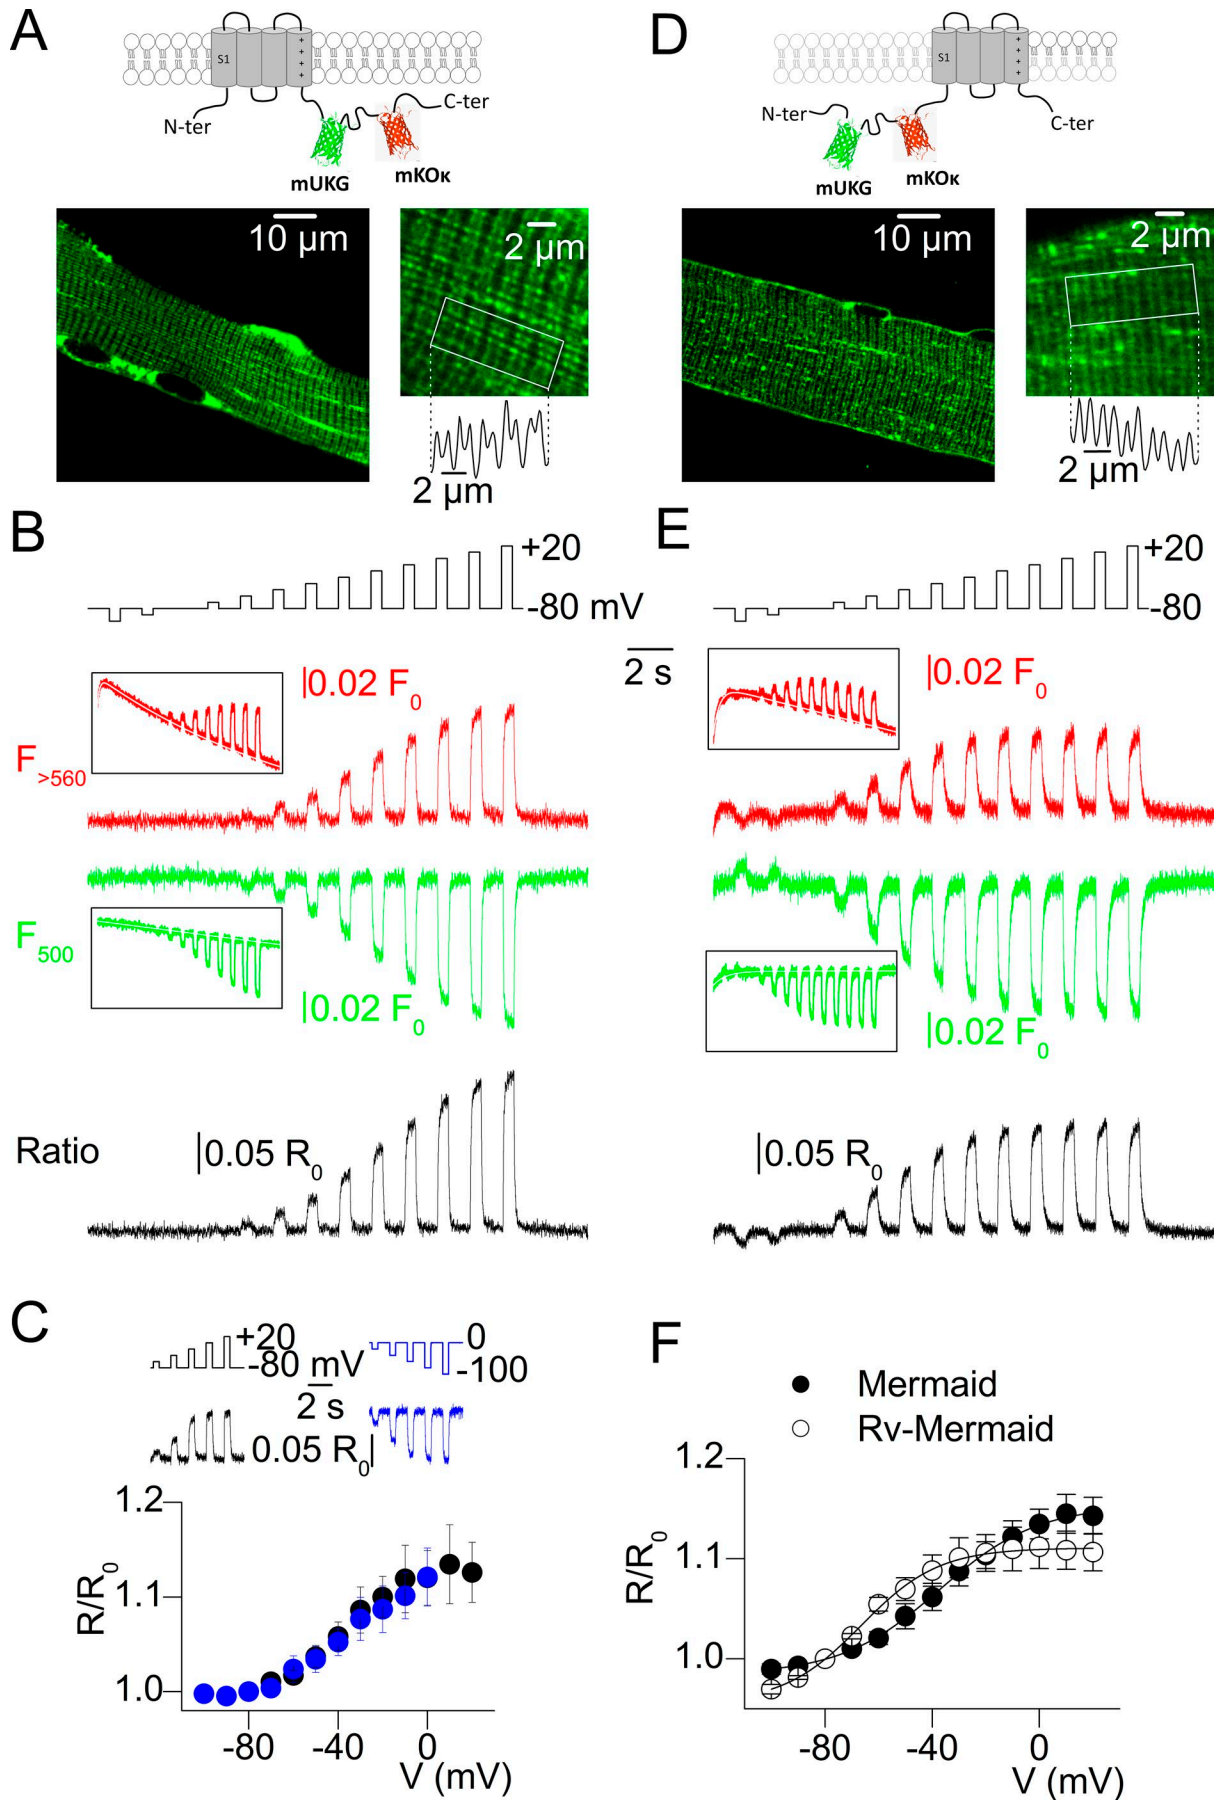 A
S1
+
+
+
+
N-ter
C-ter
mUKG
mKOκ
10 µm
2 µm
2 µm
D
S1
+
+
+
+
N-ter
C-ter
mUKG
mKOκ
10 µm
2 µm
2 µm
B
+20
-80 mV
2 s
0.02 F0
F>560
F500
0.02 F0
Ratio
0.05 R0
E
+20
-80
0.02 F0
0.02 F0
0.05 R0
C
+20
-80 mV
0
-100
2 s
0.05 R0
1.2
1.1
1.0
R/R0
-80
-40
0
V (mV)
F
Mermaid
Rv-Mermaid
1.2
1.1
1.0
R/R0
-80
-40
0
V (mV)